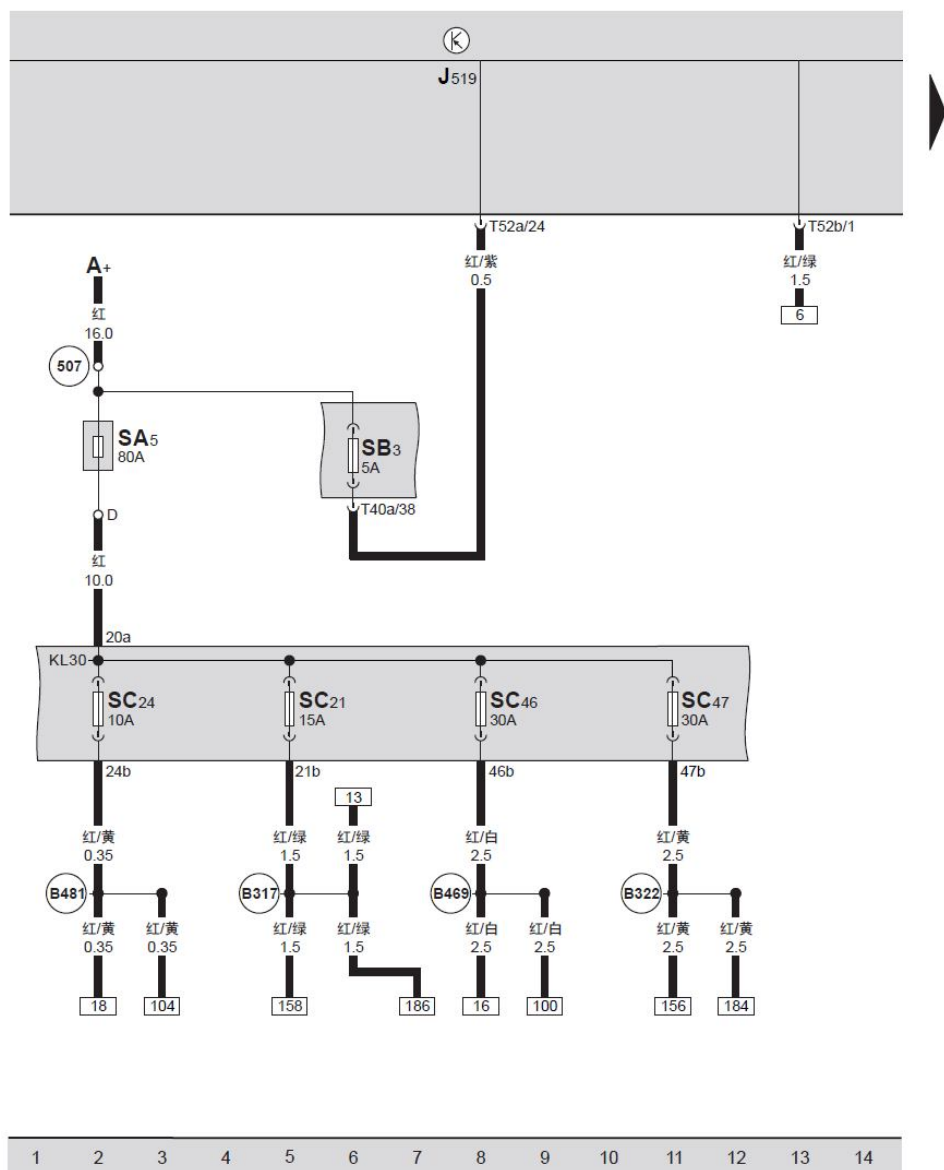 J519
T52a/24
T52b/1
A+
红/紫
0.5
红/绿
1.5
6
红
16.0
507
SA5
80A
SB3
5A
T40a/38
D
红
10.0
20a
KL30
SC24
10A
SC21
15A
SC46
30A
SC47
30A
24b
21b
46b
47b
13
红/黄
0.35
红/绿
1.5
红/绿
1.5
红/白
2.5
红/黄
2.5
B481
B317
B469
B322
红/黄
0.35
红/黄
0.35
红/绿
1.5
红/绿
1.5
红/白
2.5
红/白
2.5
红/黄
2.5
红/黄
2.5
18
104
158
186
16
100
156
184
1 2 3 4 5 6 7 8 9 10 11 12 13 14